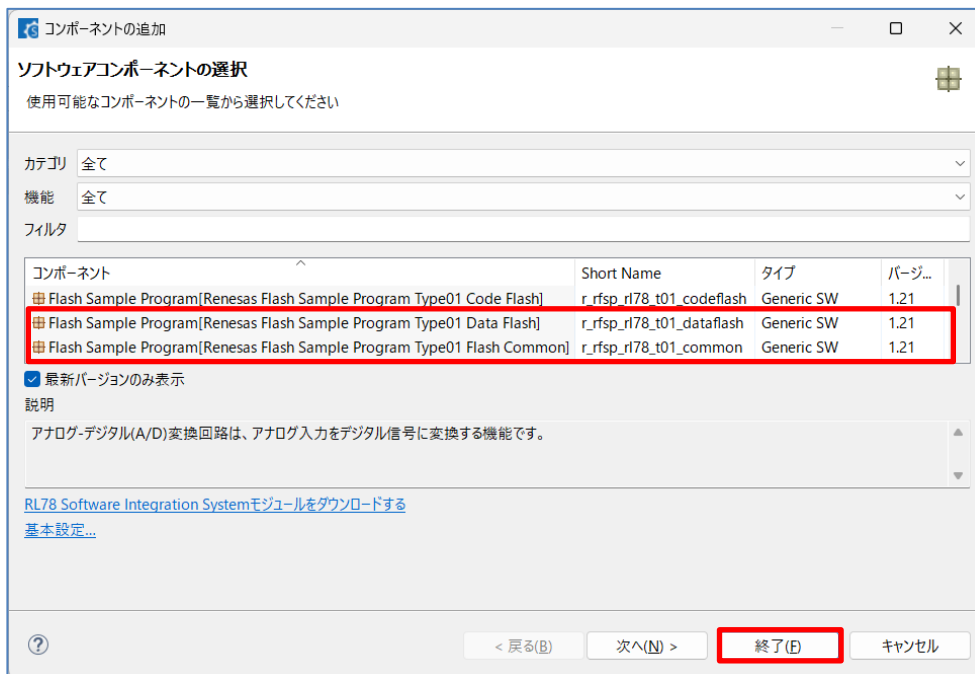 コンポーネントの追加
ソフトウェアコンポーネントの選択
使用可能なコンポーネントの一覧から選択してください
カテゴリ 全て
機能 全て
フィルタ
コンポーネント Short Name タイプ バージ...
Flash Sample Program[Renesas Flash Sample Program Type01 Code Flash] r_rfsp_rl78_t01_codeflash Generic SW 1.21
Flash Sample Program[Renesas Flash Sample Program Type01 Data Flash] r_rfsp_rl78_t01_dataflash Generic SW 1.21
Flash Sample Program[Renesas Flash Sample Program Type01 Flash Common] r_rfsp_rl78_t01_common Generic SW 1.21
最新バージョンのみ表示
説明
アナログ-デジタル(A/D)変換回路は、アナログ入力をデジタル信号に変換する機能です。
RL78 Software Integration Systemモジュールをダウンロードする
基本設定...
< 戻る(B) 次へ(N) > 終了(F) キャンセル